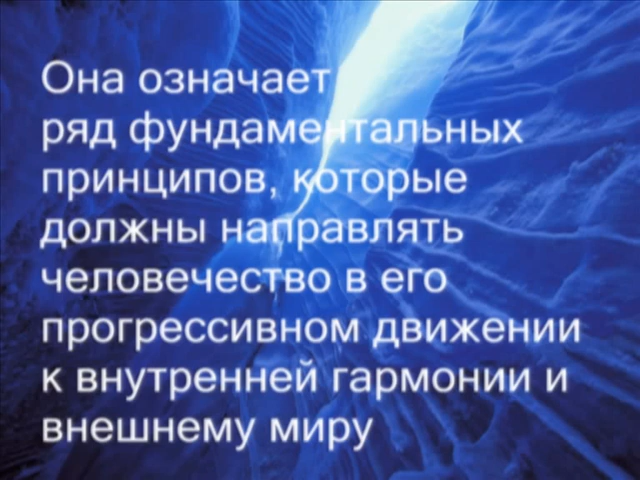 Она означает
ряд фундаментальных
принципов, которые
должны направлять
человечество в его
прогрессивном движении
к внутренней гармонии и
внешнему миру